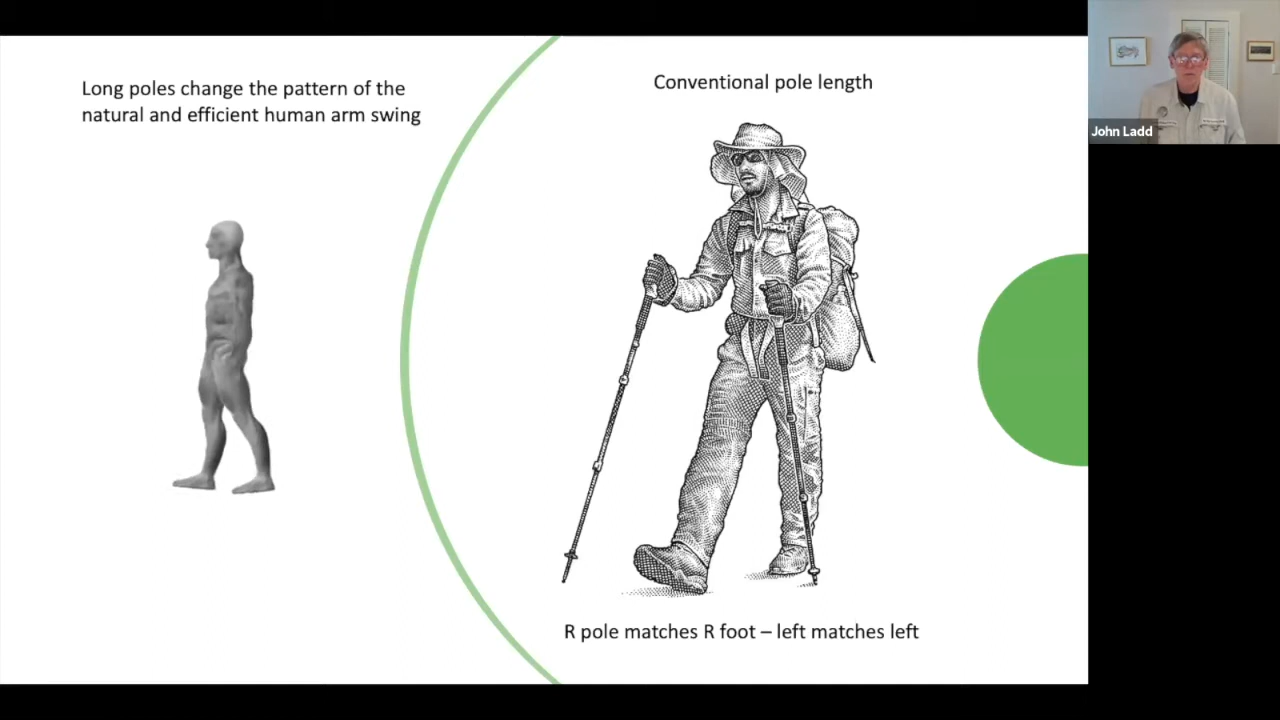 Long poles change the pattern of the
natural and efficient human arm swing
Conventional pole length
R pole matches R foot – left matches left
John Ladd